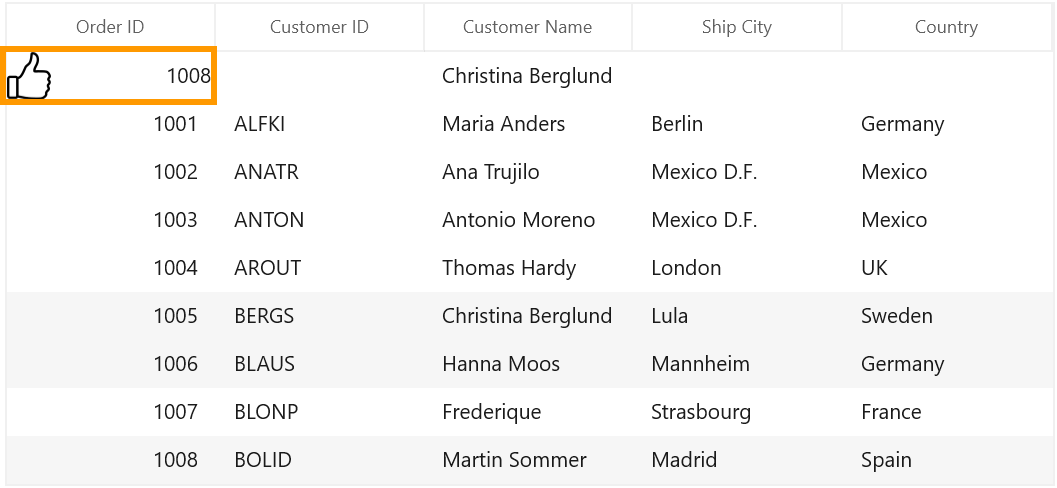 Order ID Customer ID Customer Name Ship City Country
1008 Christina Berglund
1001 ALFKI Maria Anders Berlin Germany
1002 ANATR Ana Trujilo Mexico D.F. Mexico
1003 ANTON Antonio Moreno Mexico D.F. Mexico
1004 AROUT Thomas Hardy London UK
1005 BERGS Christina Berglund Lula Sweden
1006 BLAUS Hanna Moos Mannheim Germany
1007 BLONP Frederique Strasbourg France
1008 BOLID Martin Sommer Madrid Spain